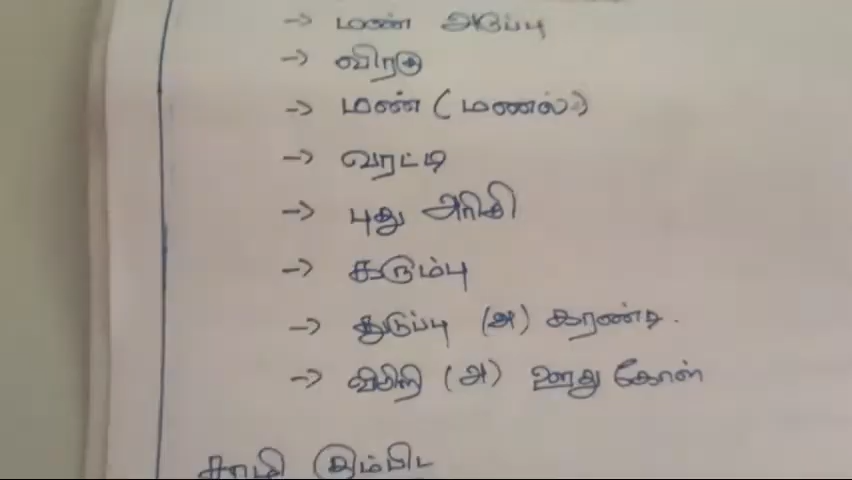 -> மண் அடுப்பு
-> விறகு
-> மண் (மணல்)
-> வரட்டி
-> புது அரிசி
-> கரும்பு
-> துடுப்பு (அ) கரண்டி.
-> விசிறி (அ) ஊது கோள்
சாமி கும்பிட